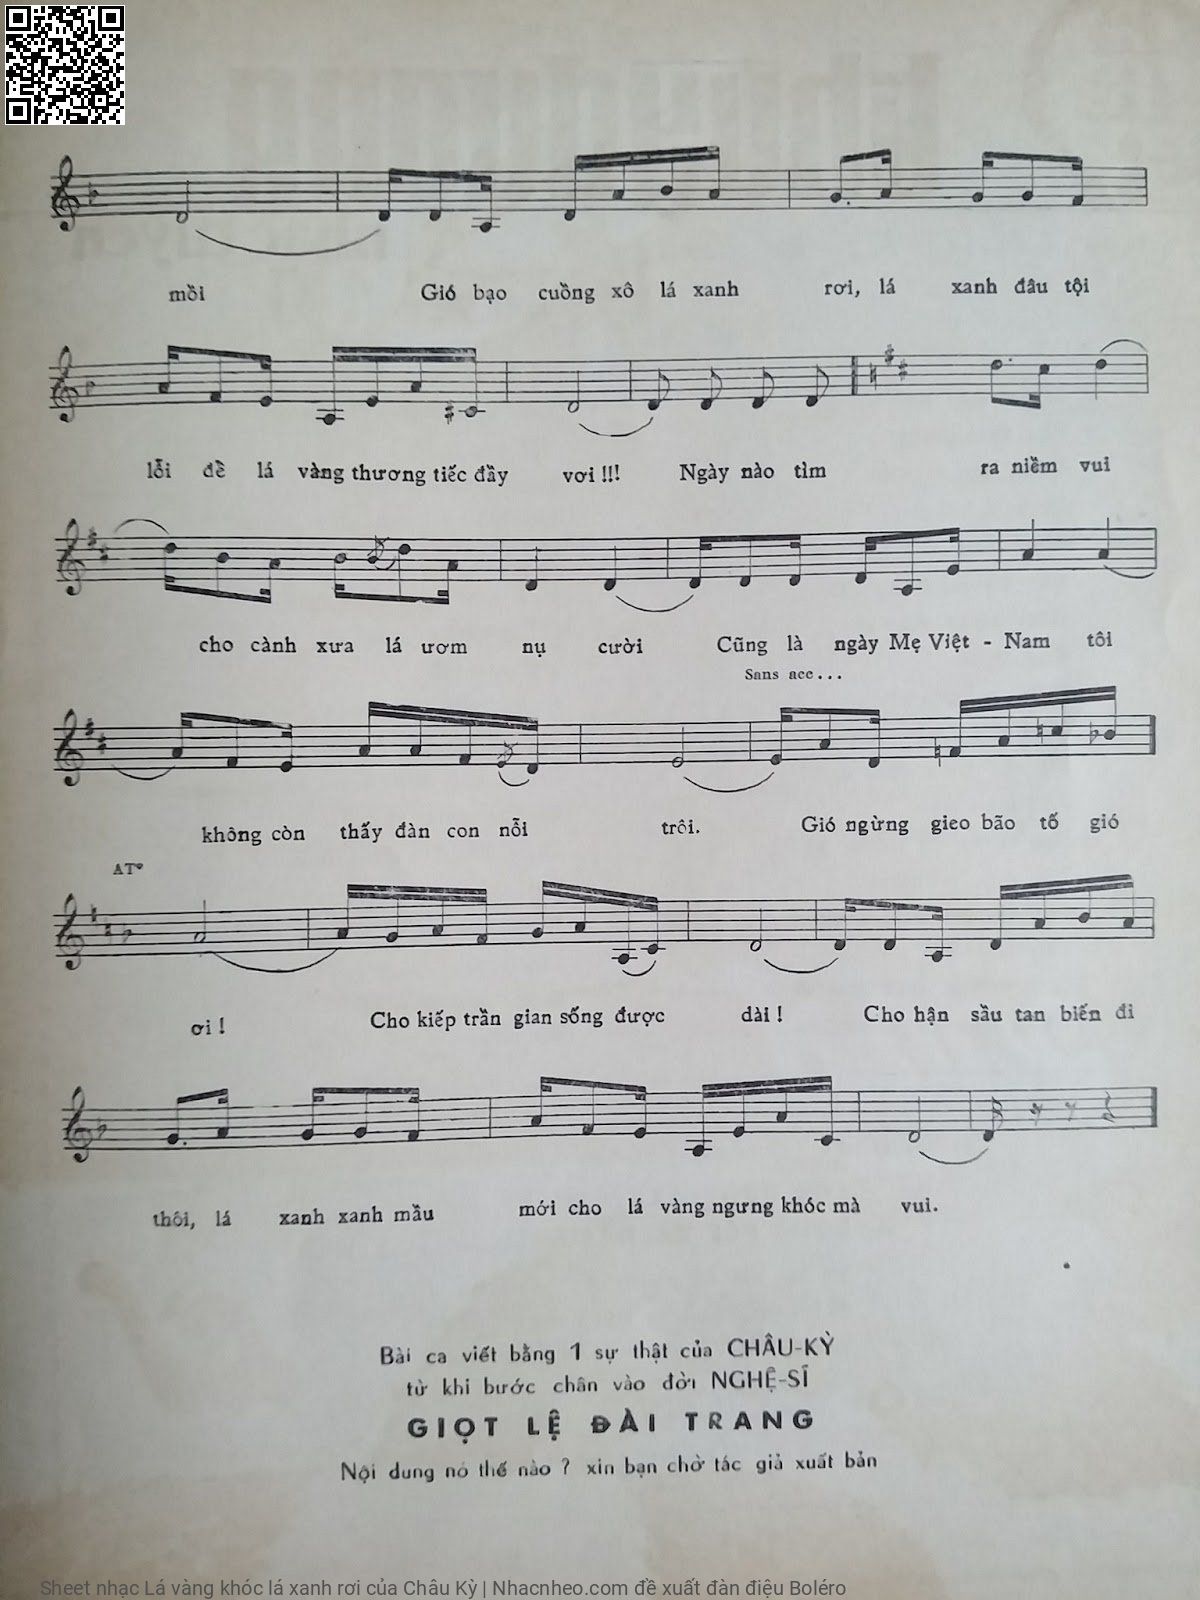 mồi Gió bạo cuồng xô lá xanh rơi, lá xanh đâu tội
lỗi để lá vàng thương tiếc đầy vơi !!! Ngày nào tìm ra niềm vui
cho cành xưa lá ươm nụ cười Cũng là ngày Mẹ Việt - Nam tôi
Sans acc...
không còn thấy đàn con nỗi trôi. Gió ngừng gieo bão tố gió
AT°
ơi ! Cho kiếp trần gian sống được dài ! Cho hận sầu tan biến đi
thôi, lá xanh xanh mầu mới cho lá vàng ngưng khóc mà vui.
Bài ca viết bằng 1 sự thật của CHÂU-KỲ
từ khi bước chân vào đời NGHỆ-SĨ
GIỌT LỆ ĐÀI TRANG
Nội dung nó thế nào ? xin bạn chờ tác giả xuất bản
Sheet nhạc Lá vàng khóc lá xanh rơi của Châu Kỳ | Nhacnheo.com đề xuất đàn điệu Boléro